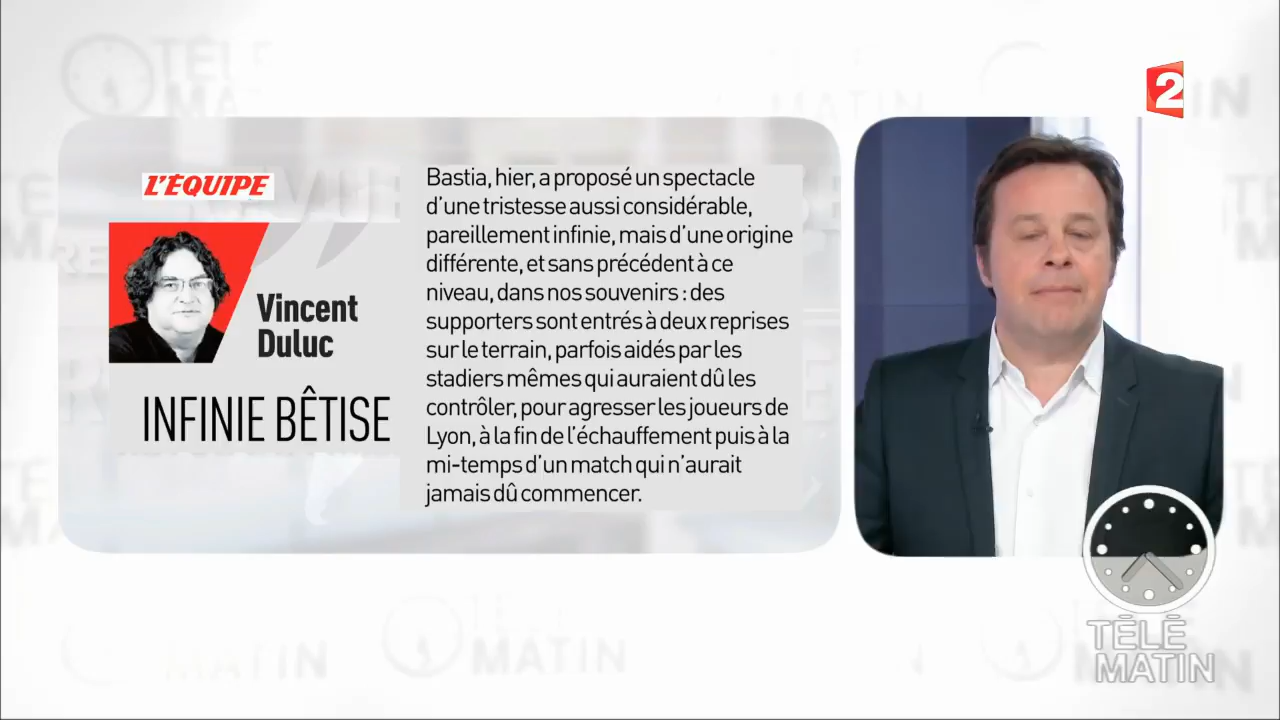 2
L'ÉQUIPE
Vincent
Duluc
INFINIE BÊTISE
Bastia, hier, a proposé un spectacle
d'une tristesse aussi considérable,
pareillement infinie, mais d'une origine
différente, et sans précédent à ce
niveau, dans nos souvenirs : des
supporters sont entrés à deux reprises
sur le terrain, parfois aidés par les
stadiers mêmes qui auraient dû les
contrôler, pour agresser les joueurs de
Lyon, à la fin de l'échauffement puis à la
mi-temps d'un match qui n'aurait
jamais dû commencer.
TÉLÉ
MATIN